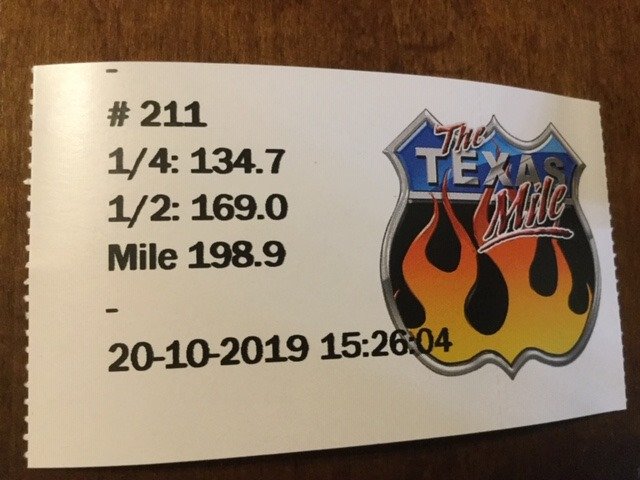 -
# 211
1/4: 134.7
1/2: 169.0
Mile 198.9
-
20-10-2019 15:26:04
The
TEXAS
Mile